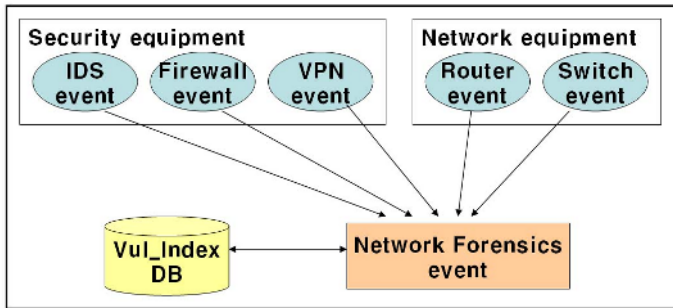 Security equipment
IDS
event
Firewall
event
VPN
event
Network equipment
Router
event
Switch
event
Vul_Index
DB
Network Forensics
event